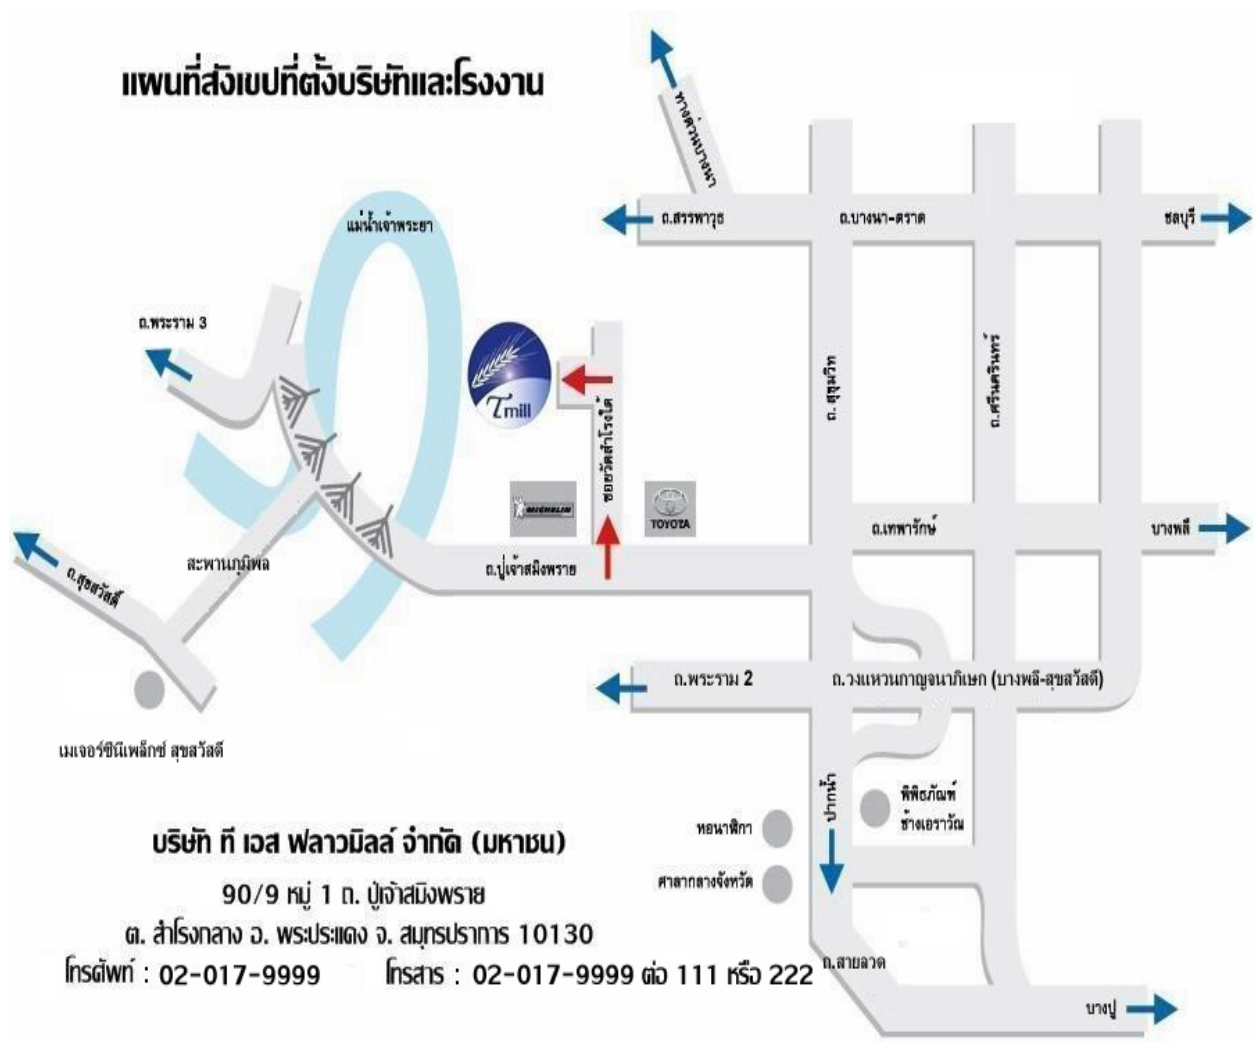 แผนที่สังเขปที่ตั้งบริษัทและโรงงาน
ทางด่วนบางนา
ถ.สรรพาวุธ
ถ.บางนา-ตราด
ชลบุรี
แม่น้ำเจ้าพระยา
ถ.พระราม 3
Tmill
ซอยวัดสำโรงใต้
ถ. สุขุมวิท
ถ.ศรีนครินทร์
MICHELIN
TOYOTA
ถ.เทพารักษ์
บางพลี
สะพานภูมิพล
ถ.ปู่เจ้าสมิงพราย
ถ.สุขสวัสดิ์
ถ.พระราม 2
ถ.วงแหวนกาญจนาภิเษก (บางพลี-สุขสวัสดี)
เมเจอร์ซีนีเพล็กซ์ สุขสวัสดี
ปากน้ำ
พิพิธภัณฑ์
ช้างเอราวัณ
หอนาฬิกา
ศาลากลางจังหวัด
บริษัท ที เอส ฟลาวมิลล์ จำกัด (มหาชน)
90/9 หมู่ 1 ถ. ปู่เจ้าสมิงพราย
ต. สำโรงกลาง อ. พระประแดง จ. สมุทรปราการ 10130
โทรศัพท์ : 02-017-9999 โทรสาร : 02-017-9999 ต่อ 111 หรือ 222
ถ.สายลวด
บางปู